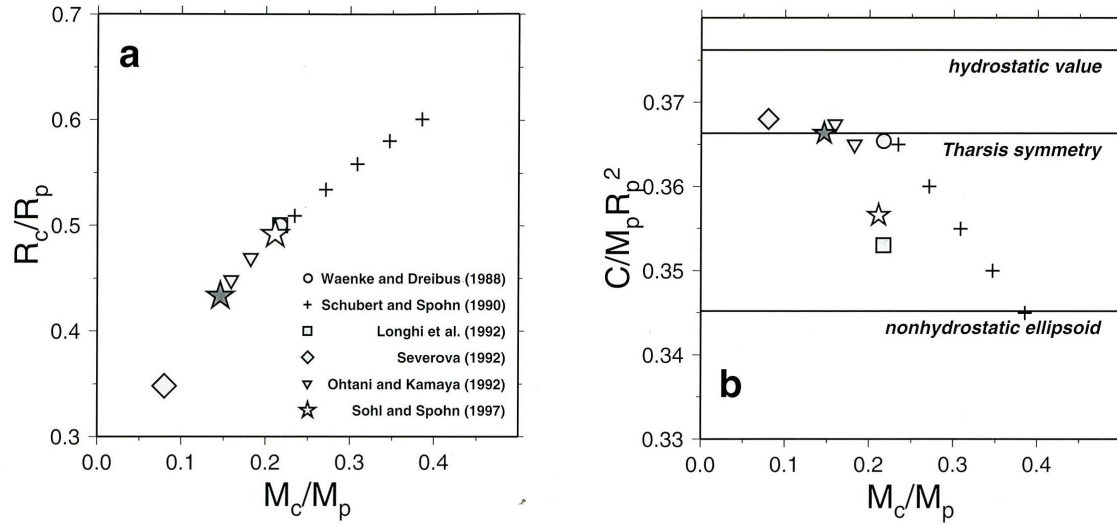 0.7
0.6
0.5
0.4
0.3
R_c/R_p
a
Waenke and Dreibus (1988)
Schubert and Spohn (1990)
Longhi et al. (1992)
Severova (1992)
Ohtani and Kamaya (1992)
Sohl and Spohn (1997)
0.0 0.1 0.2 0.3 0.4
M_c/M_p
0.37
0.36
0.35
0.34
0.33
C/M_pR_p^2
hydrostatic value
Tharsis symmetry
nonhydrostatic ellipsoid
b
0.0 0.1 0.2 0.3 0.4
M_c/M_p